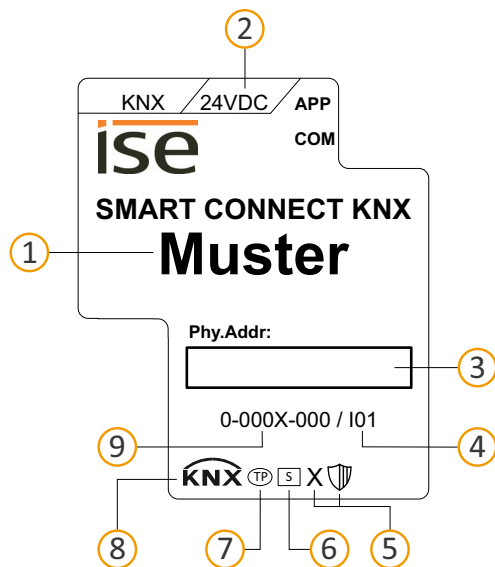 2
KNX 24VDC APP
ise COM
SMART CONNECT KNX
1 Muster
Phy.Addr:
3
0-000X-000 / I01
9 4
KNX TP S X
8 7 6 5